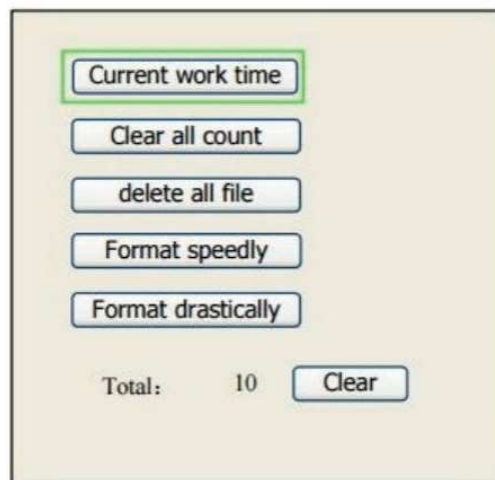 Current work time
Clear all count
delete all file
Format speedly
Format drastically
Total： 10 Clear